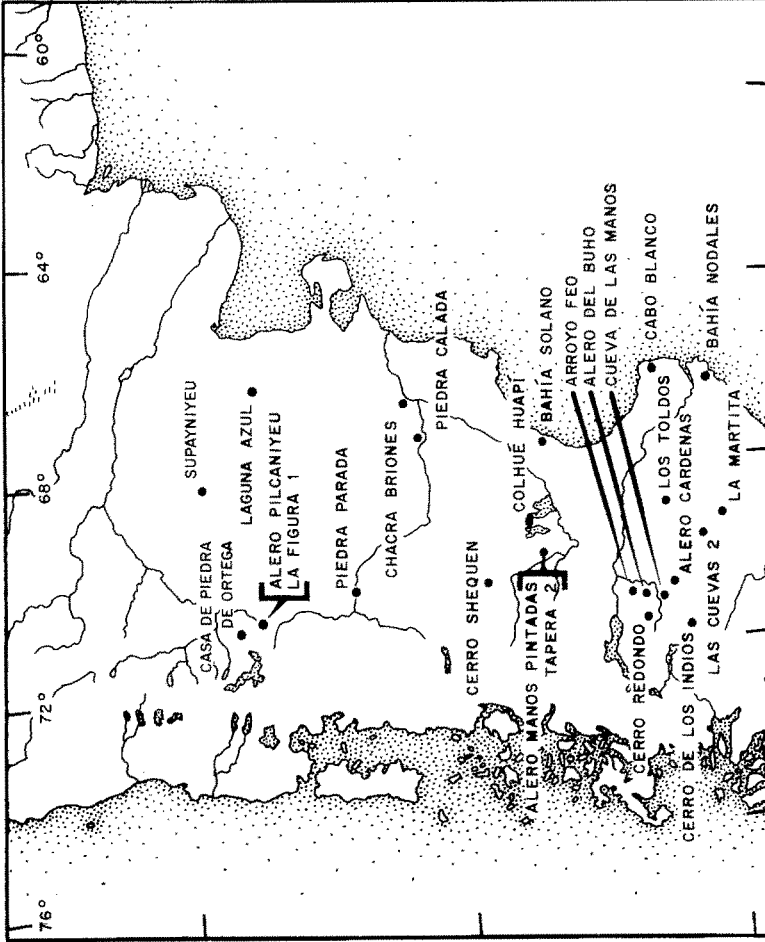 60°
64°
68°
72°
76°
SUPAYNIYEU
LAGUNA AZUL
CASA DE PIEDRA
DE ORTEGA
ALERO PILCANIYEU
LA FIGURA 1
PIEDRA PARADA
CHACRA BRIONES
PIEDRA CALADA
CERRO SHEQUEN
COLHUÉ HUAPÍ
BAHÍA SOLANO
ALERO MANOS PINTADAS
TAPERA 2
ARROYO FEO
ALERO DEL BUHO
CUEVA DE LAS MANOS
CABO BLANCO
LOS TOLDOS
CERRO REDONDO
ALERO CARDENAS
CERRO DE LOS INDIOS
LAS CUEVAS 2
BAHÍA NODALES
LA MARTITA